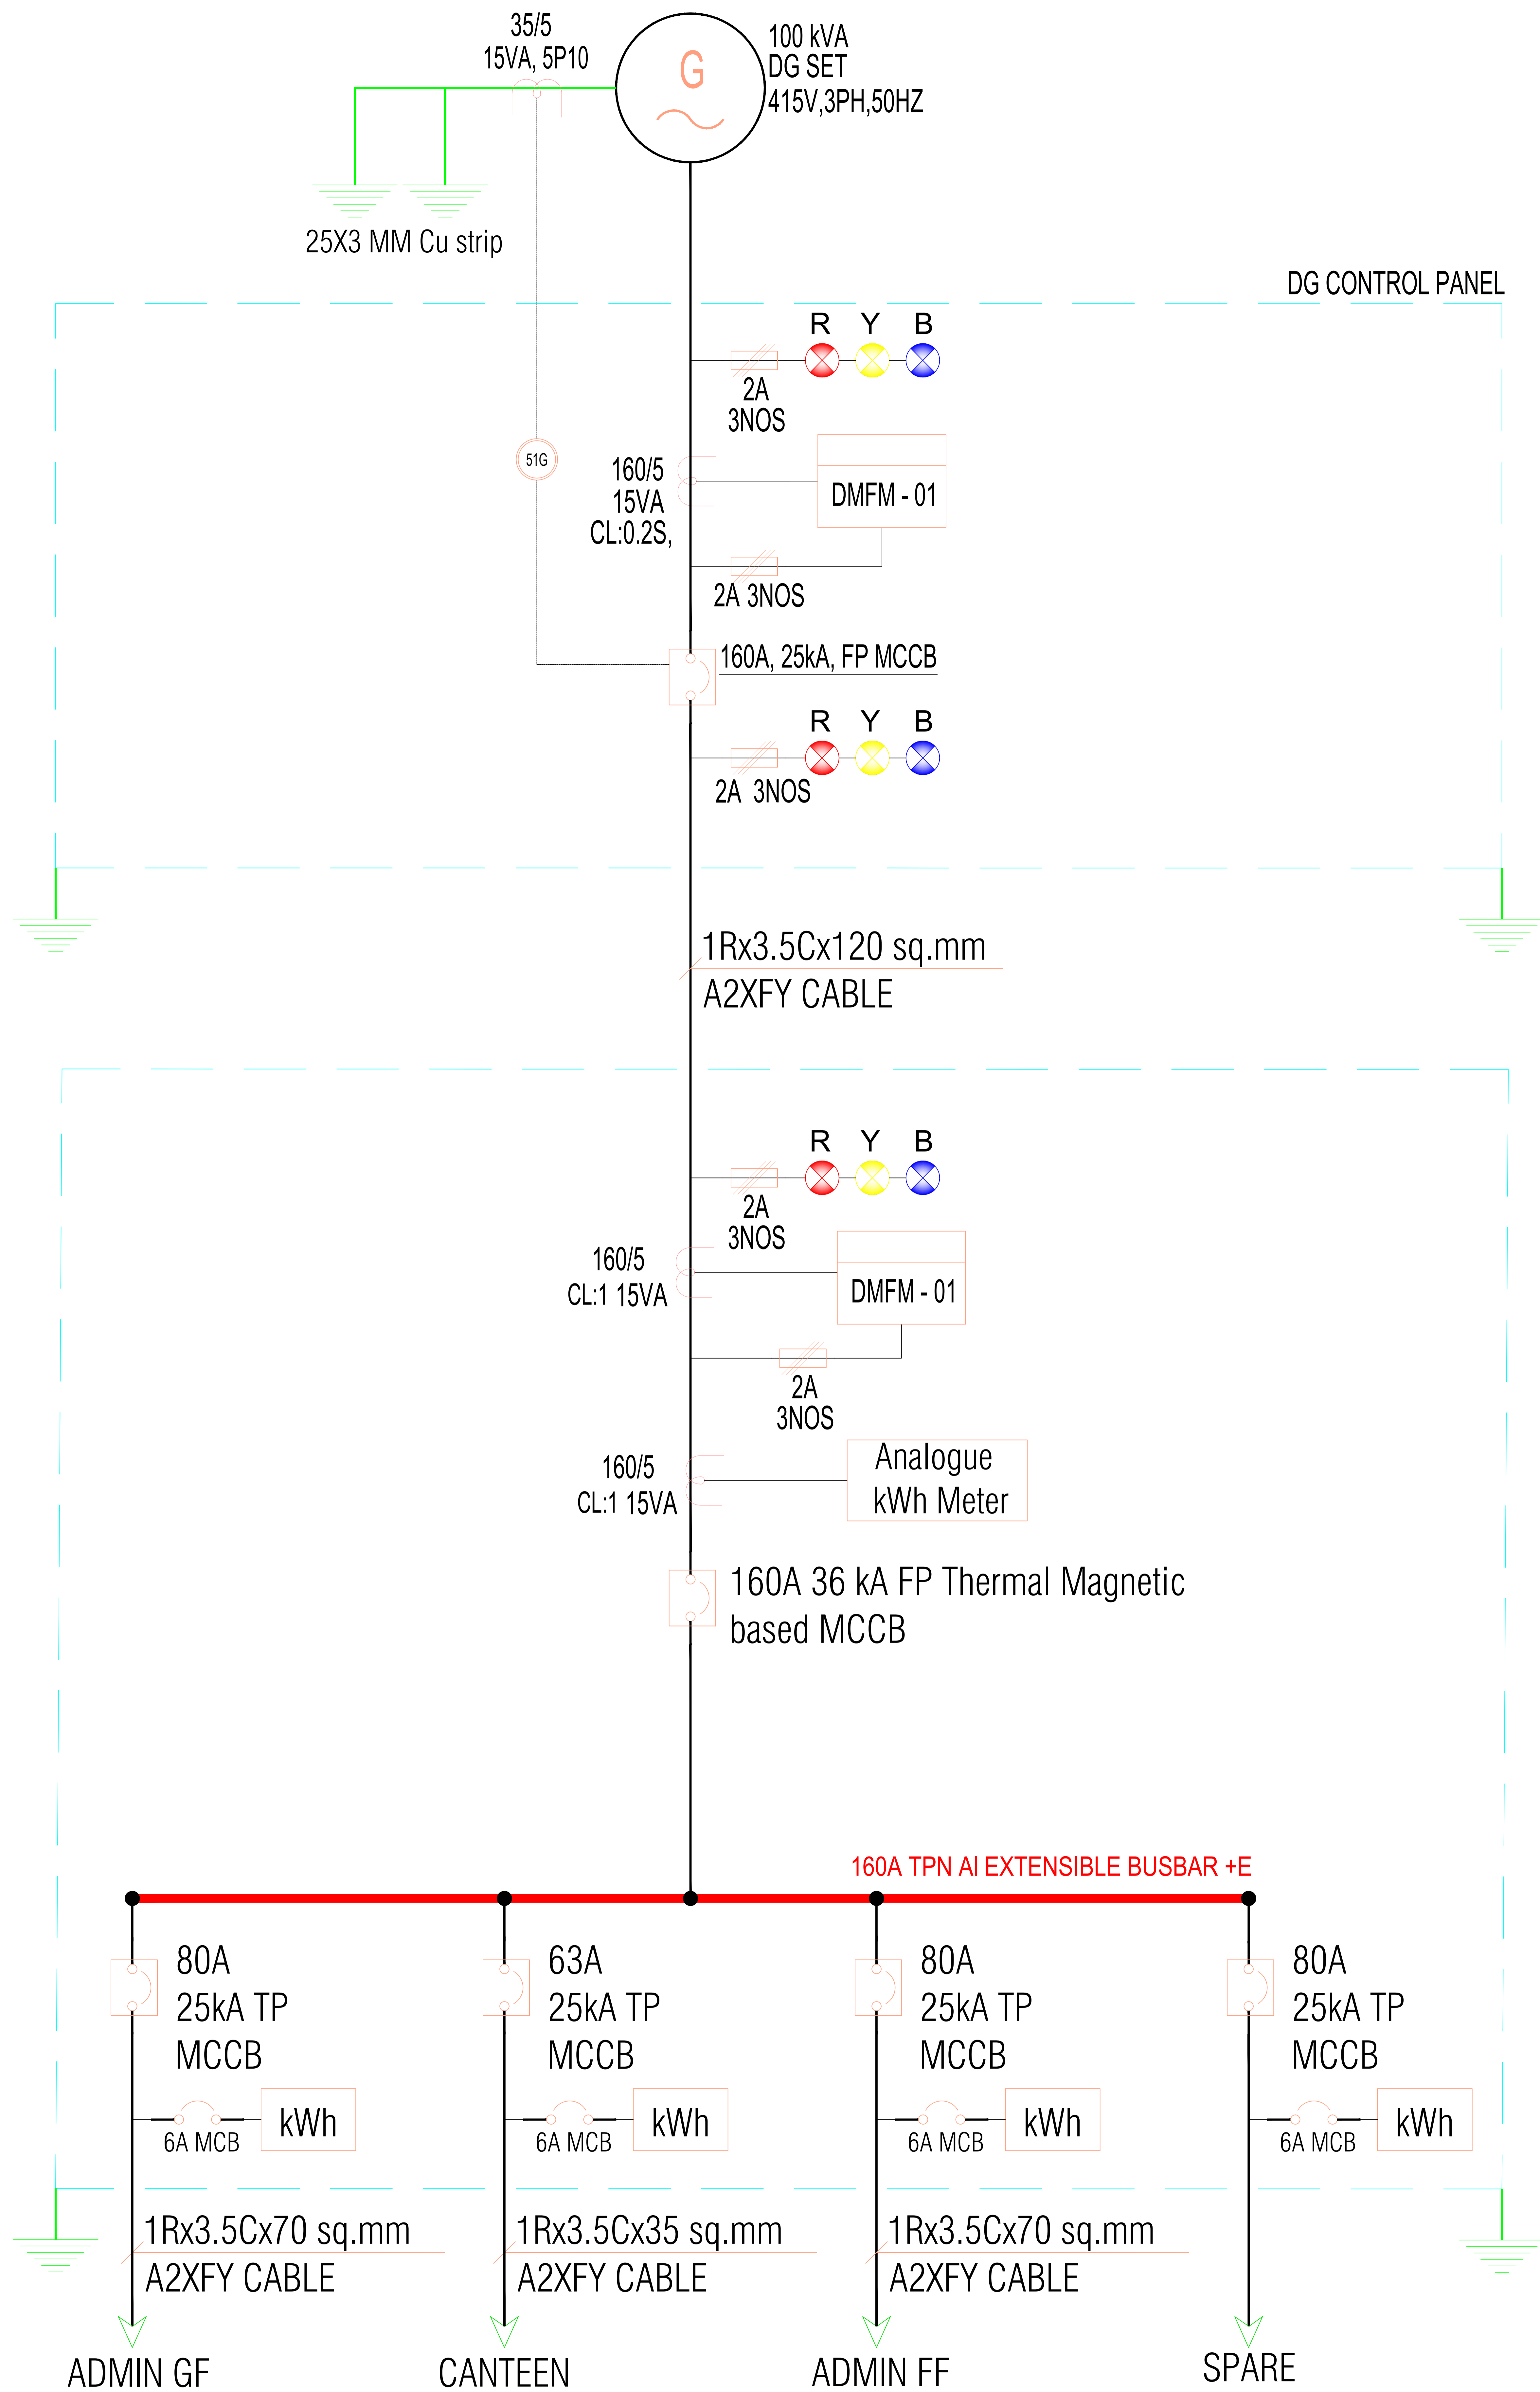 35/5
15VA, 5P10
G
100 kVA
DG SET
415V,3PH,50HZ
25X3 MM Cu strip
DG CONTROL PANEL
R Y B
2A
3NOS
51G
160/5
15VA
CL:0.2S,
DMFM - 01
2A 3NOS
160A, 25kA, FP MCCB
R Y B
2A 3NOS
1Rx3.5Cx120 sq.mm
A2XFY CABLE
R Y B
2A
3NOS
160/5
CL:1 15VA
DMFM - 01
2A
3NOS
160/5
CL:1 15VA
Analogue
kWh Meter
160A 36 kA FP Thermal Magnetic
based MCCB
160A TPN Al EXTENSIBLE BUSBAR +E
80A
25kA TP
MCCB
63A
25kA TP
MCCB
80A
25kA TP
MCCB
80A
25kA TP
MCCB
6A MCB
kWh
6A MCB
kWh
6A MCB
kWh
6A MCB
kWh
1Rx3.5Cx70 sq.mm
A2XFY CABLE
1Rx3.5Cx35 sq.mm
A2XFY CABLE
1Rx3.5Cx70 sq.mm
A2XFY CABLE
ADMIN GF
CANTEEN
ADMIN FF
SPARE